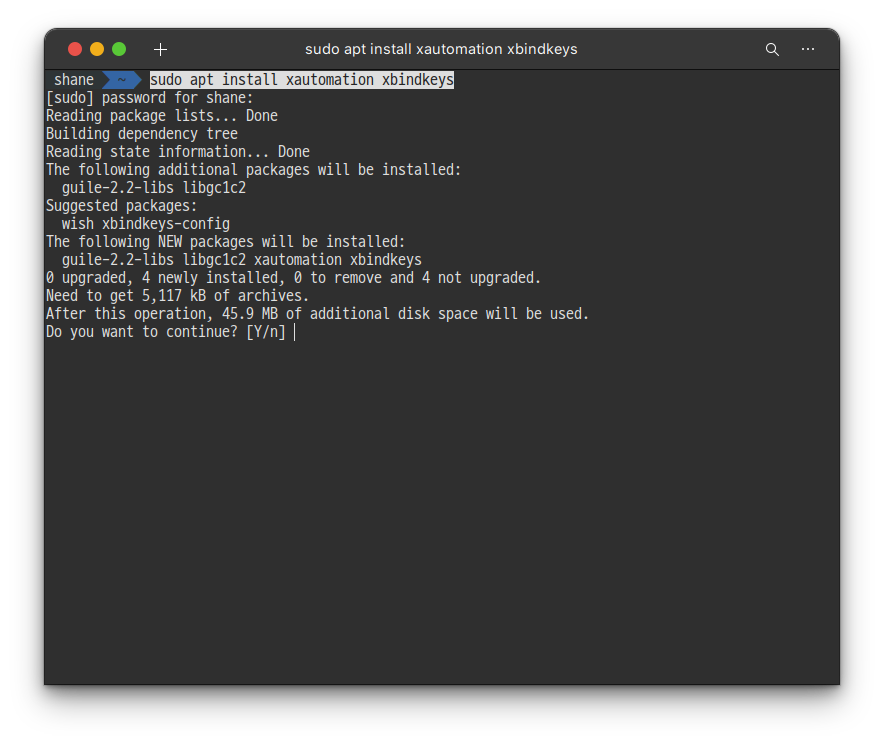 sudo apt install xautomation xbindkeys
shane ~ sudo apt install xautomation xbindkeys
[sudo] password for shane:
Reading package lists... Done
Building dependency tree
Reading state information... Done
The following additional packages will be installed:
guile-2.2-libs libgc1c2
Suggested packages:
wish xbindkeys-config
The following NEW packages will be installed:
guile-2.2-libs libgc1c2 xautomation xbindkeys
0 upgraded, 4 newly installed, 0 to remove and 4 not upgraded.
Need to get 5,117 kB of archives.
After this operation, 45.9 MB of additional disk space will be used.
Do you want to continue? [Y/n]